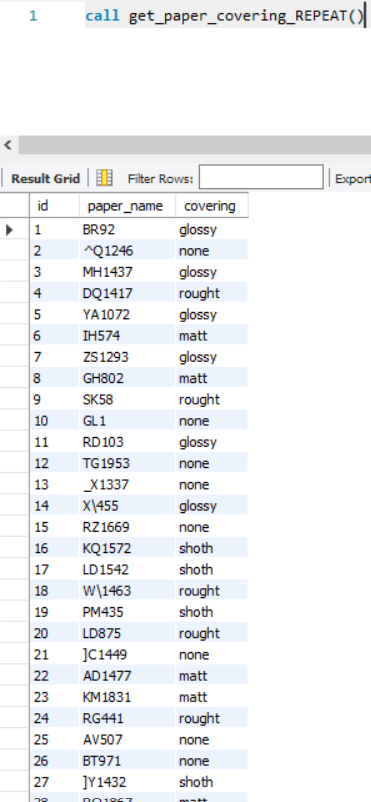 1 call get_paper_covering_REPEAT()
Result Grid Filter Rows: Export
id paper_name covering
1 BR92 glossy
2 ^Q1246 none
3 MH1437 glossy
4 DQ1417 rought
5 YA1072 glossy
6 IH574 matt
7 ZS1293 glossy
8 GH802 matt
9 SK58 rought
10 GL1 none
11 RD103 glossy
12 TG1953 none
13 _X1337 none
14 X\455 glossy
15 RZ1669 none
16 KQ1572 shoth
17 LD1542 shoth
18 W\1463 rought
19 PM435 shoth
20 LD875 rought
21 ]C1449 none
22 AD1477 matt
23 KM1831 matt
24 RG441 rought
25 AV507 none
26 BT971 none
27 ]Y1432 shoth
28 matt